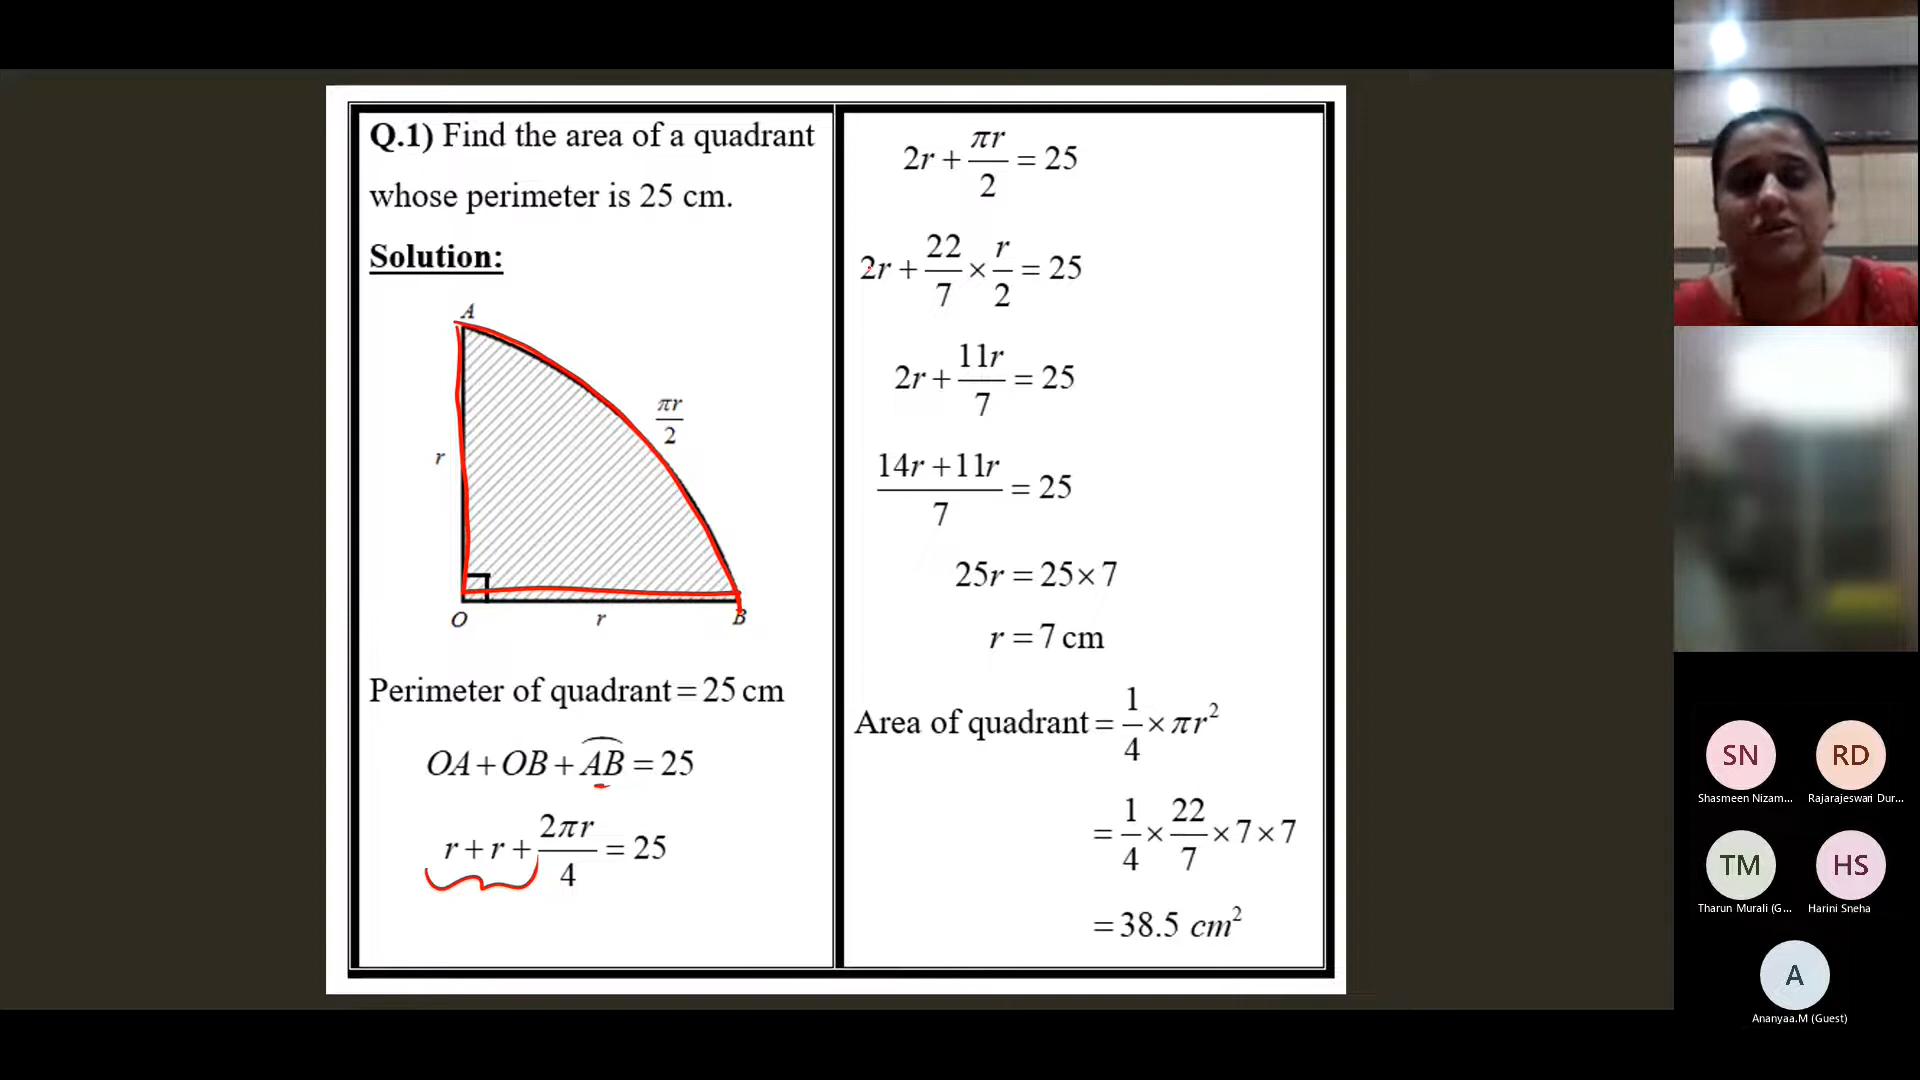 Q.1) Find the area of a quadrant
whose perimeter is 25 cm.
Solution:
A
πr/2
r
O
r
B
Perimeter of quadrant = 25 cm
OA + OB + A͡B = 25
r + r + 2πr/4 = 25
2r + πr/2 = 25
2r + 22/7 × r/2 = 25
2r + 11r/7 = 25
(14r + 11r)/7 = 25
25r = 25 × 7
r = 7 cm
Area of quadrant = 1/4 × πr²
= 1/4 × 22/7 × 7 × 7
= 38.5 cm²
SN
Shasmeen Nizam...
RD
Rajarajeswari Dur...
TM
Tharun Murali (G...
HS
Harini Sneha
A
Ananyaa.M (Guest)